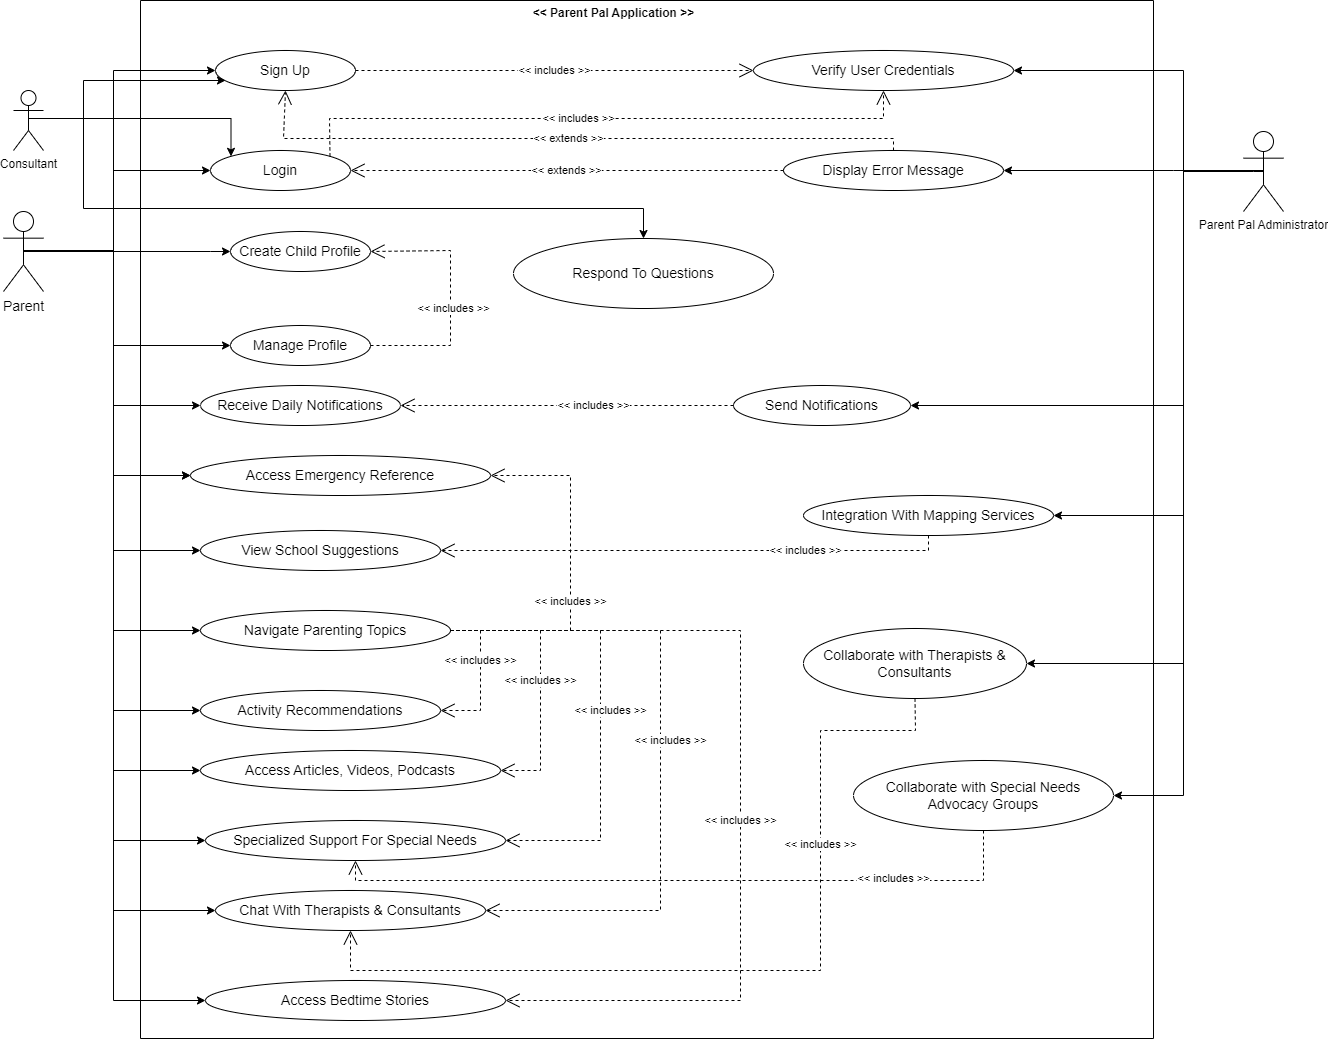 << Parent Pal Application >>
Sign Up
<< includes >>
Verify User Credentials
Consultant
<< includes >>
<< extends >>
Login
<< extends >>
Display Error Message
Parent Pal Administrator
Create Child Profile
Respond To Questions
Parent
<< includes >>
Manage Profile
Receive Daily Notifications
<< includes >>
Send Notifications
Access Emergency Reference
Integration With Mapping Services
View School Suggestions
<< includes >>
<< includes >>
Navigate Parenting Topics
Collaborate with Therapists &
Consultants
<< includes >>
<< includes >>
Activity Recommendations
<< includes >>
<< includes >>
Access Articles, Videos, Podcasts
Collaborate with Special Needs
Advocacy Groups
<< includes >>
Specialized Support For Special Needs
<< includes >>
<< includes >>
Chat With Therapists & Consultants
Access Bedtime Stories